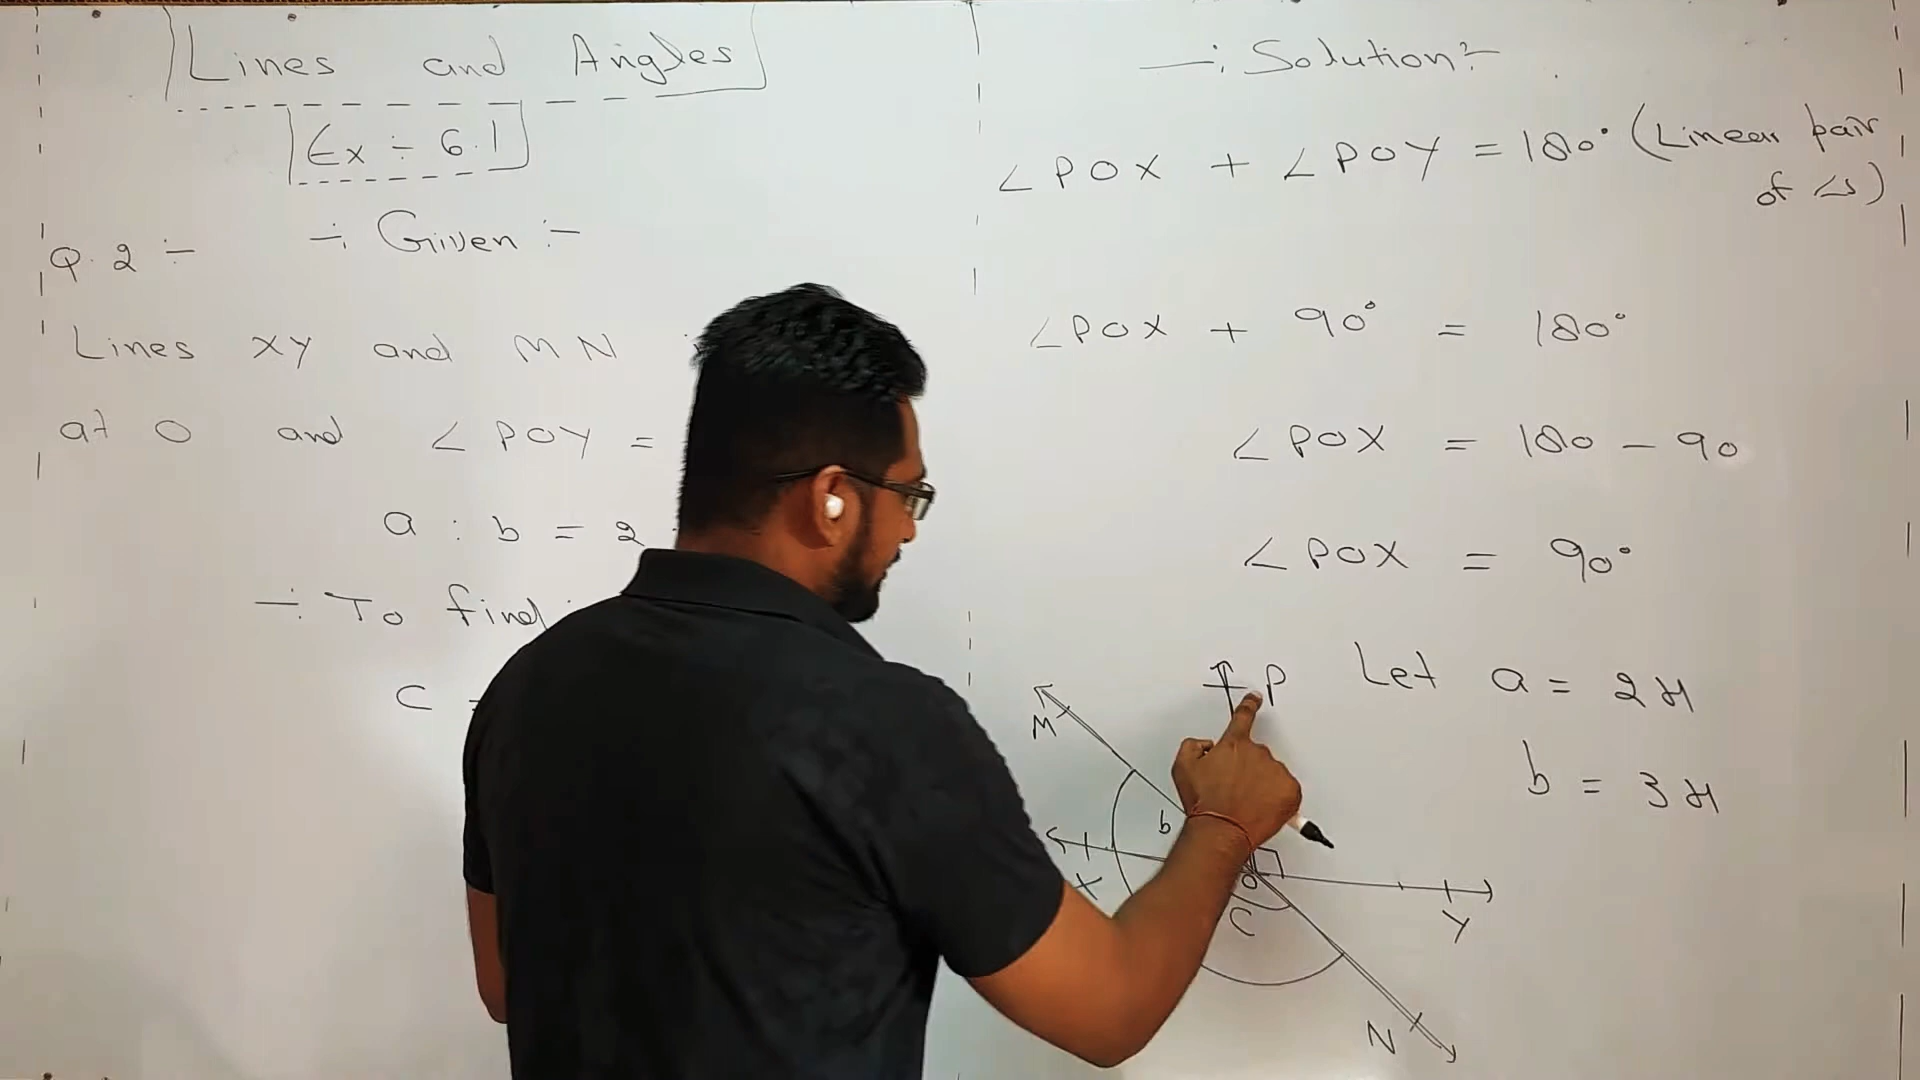 Lines and Angles
Ex ÷ 6.1
Q.2 :- -: Given :-
Lines XY and MN
at O and ∠POY =
a : b = 2
-: To find
C =
-: Solution :-
∠POX + ∠POY = 180° (Linear pair
of ∠s)
∠POX + 90° = 180°
∠POX = 180 - 90
∠POX = 90°
Let a = 2x
b = 3x
P
M
b
X
O
C
Y
N